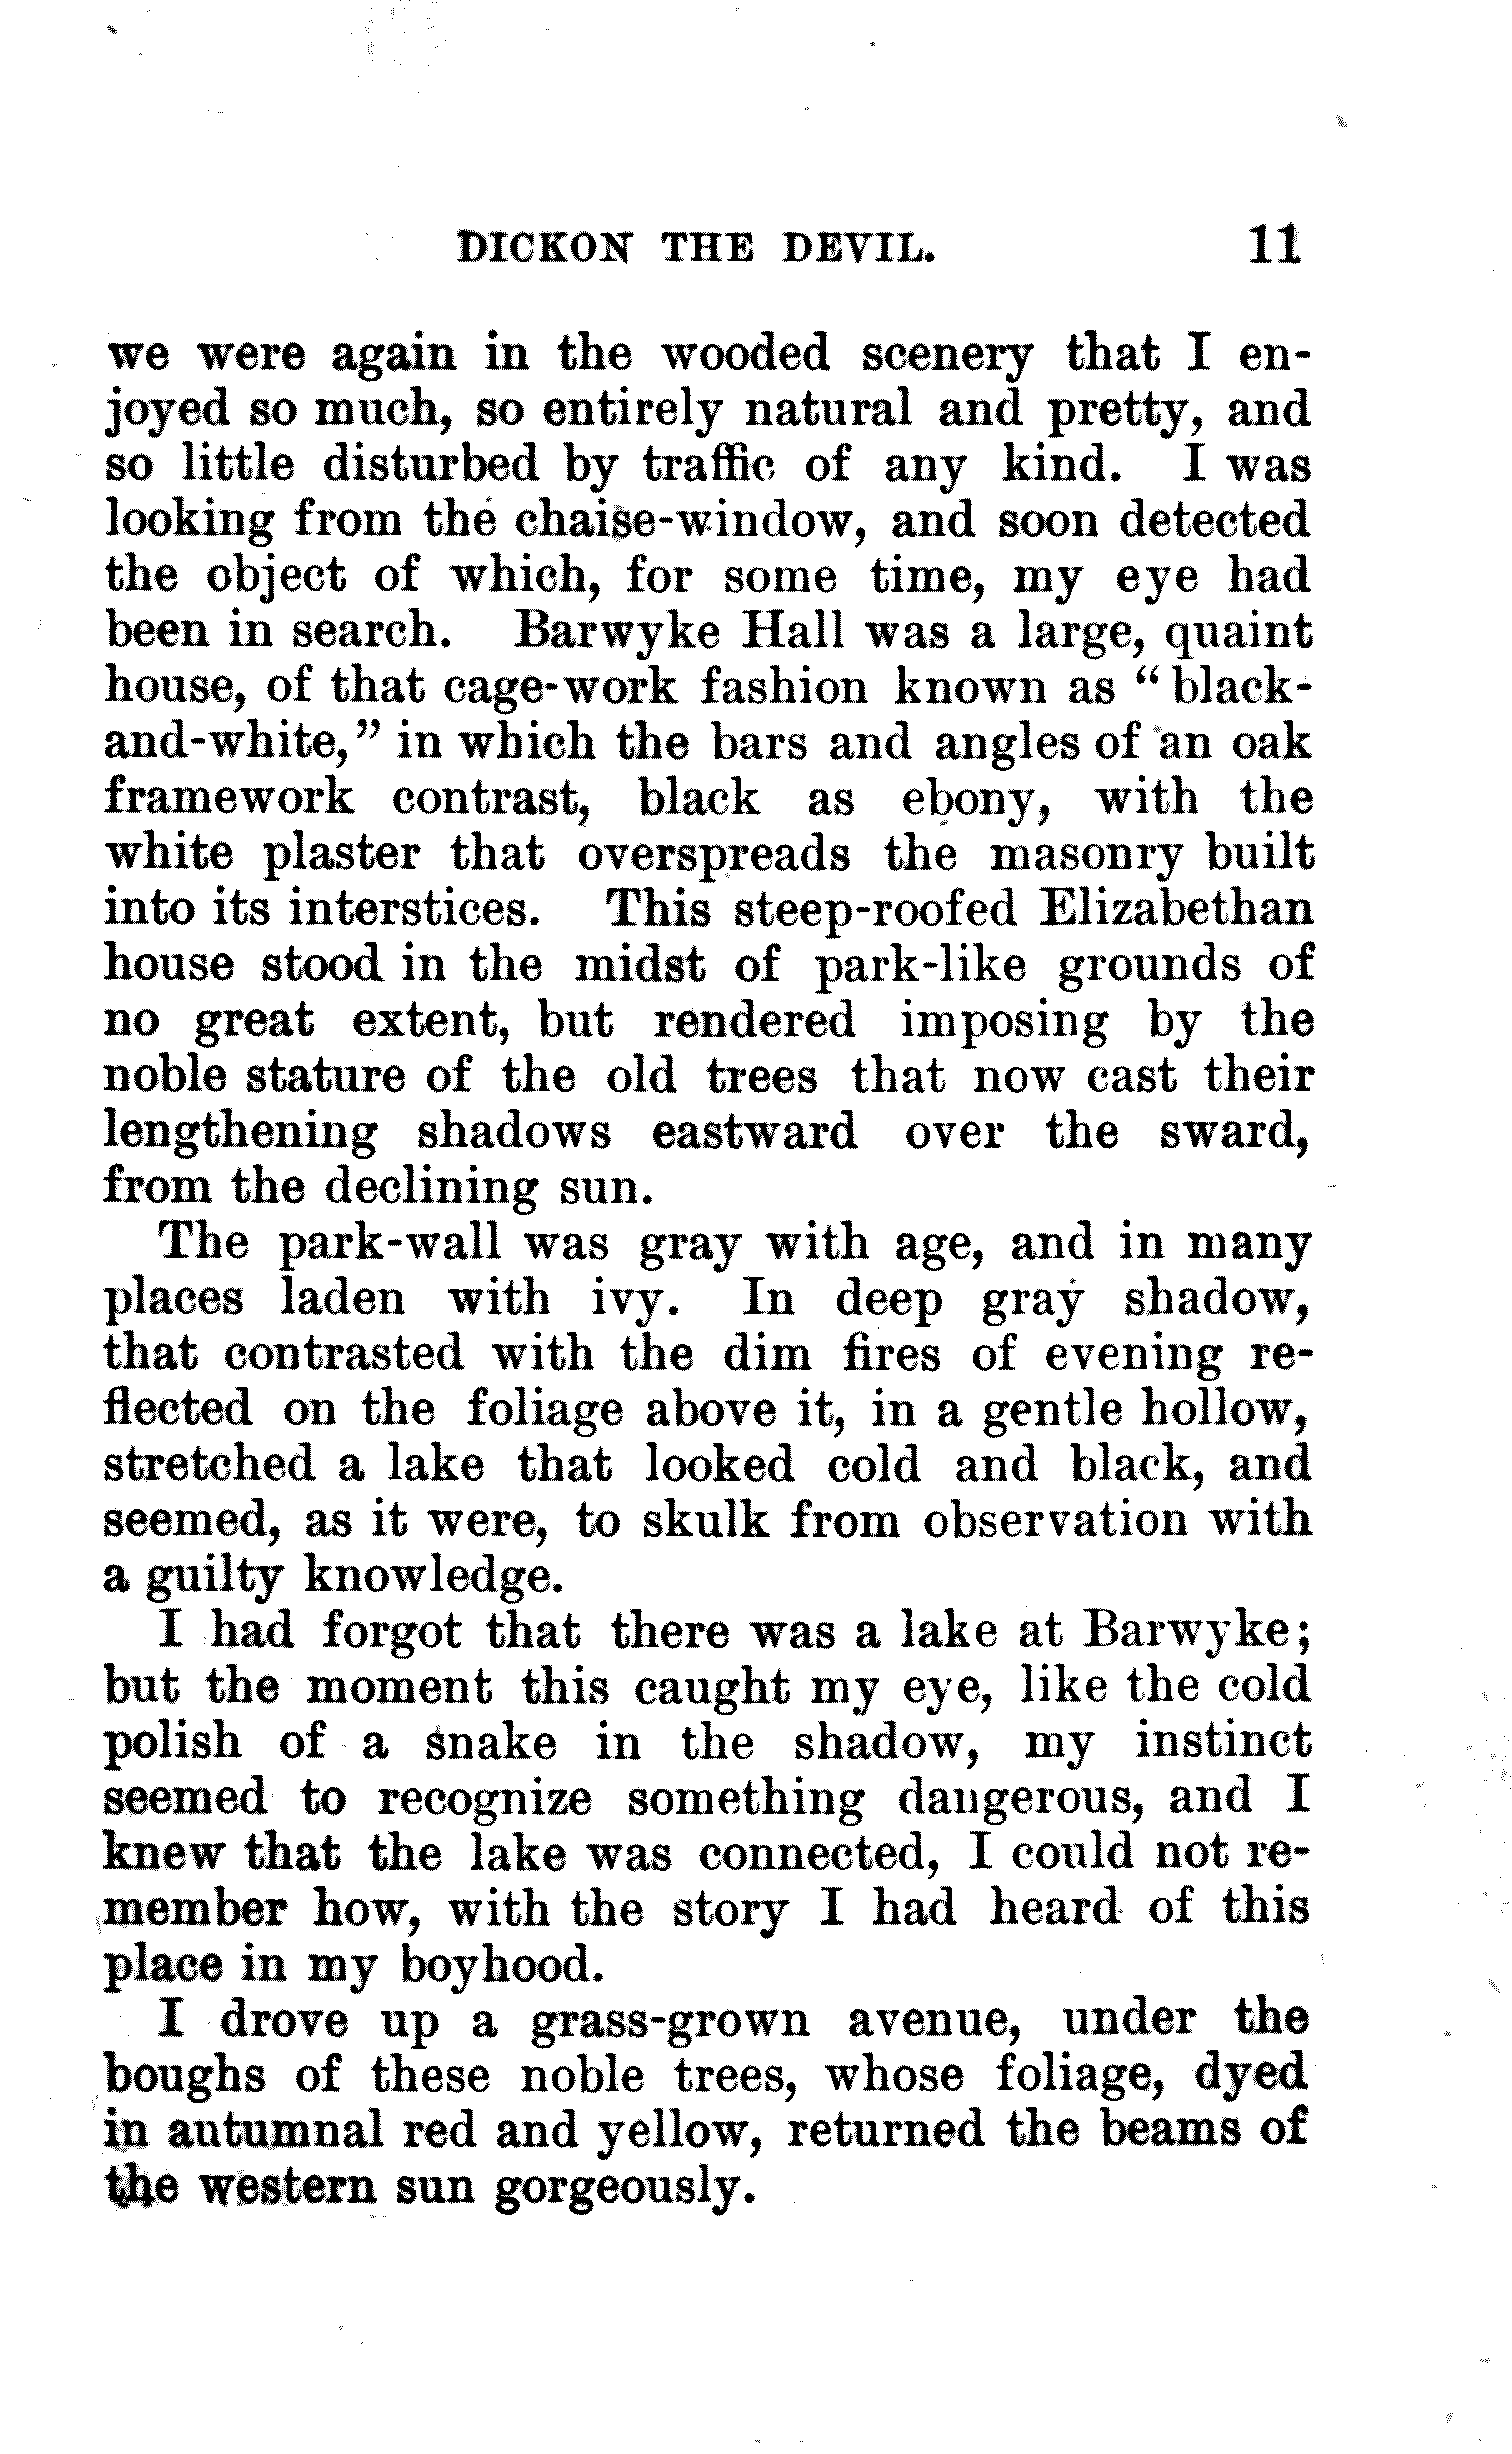 DICKON THE DEVIL. 11
we were again in the wooded scenery that I en-
joyed so much, so entirely natural and pretty, and
so little disturbed by traffic of any kind. I was
looking from the chaise-window, and soon detected
the object of which, for some time, my eye had
been in search. Barwyke Hall was a large, quaint
house, of that cage-work fashion known as “ black-
and-white,” in which the bars and angles of an oak
framework contrast, black as ebony, with the
white plaster that overspreads the masonry built
into its interstices. This steep-roofed Elizabethan
house stood in the midst of park-like grounds of
no great extent, but rendered imposing by the
noble stature of the old trees that now cast their
lengthening shadows eastward over the sward,
from the declining sun.
The park-wall was gray with age, and in many
places laden with ivy. In deep gray shadow,
that contrasted with the dim fires of evening re-
flected on the foliage above it, in a gentle hollow,
stretched a lake that looked cold and black, and
seemed, as it were, to skulk from observation with
a guilty knowledge.
I had forgot that there was a lake at Barwyke;
but the moment this caught my eye, like the cold
polish of a snake in the shadow, my instinct
seemed to recognize something dangerous, and I
knew that the lake was connected, I could not re-
member how, with the story I had heard of this
place in my boyhood.
I drove up a grass-grown avenue, under the
boughs of these noble trees, whose foliage, dyed
in autumnal red and yellow, returned the beams of
the western sun gorgeously.